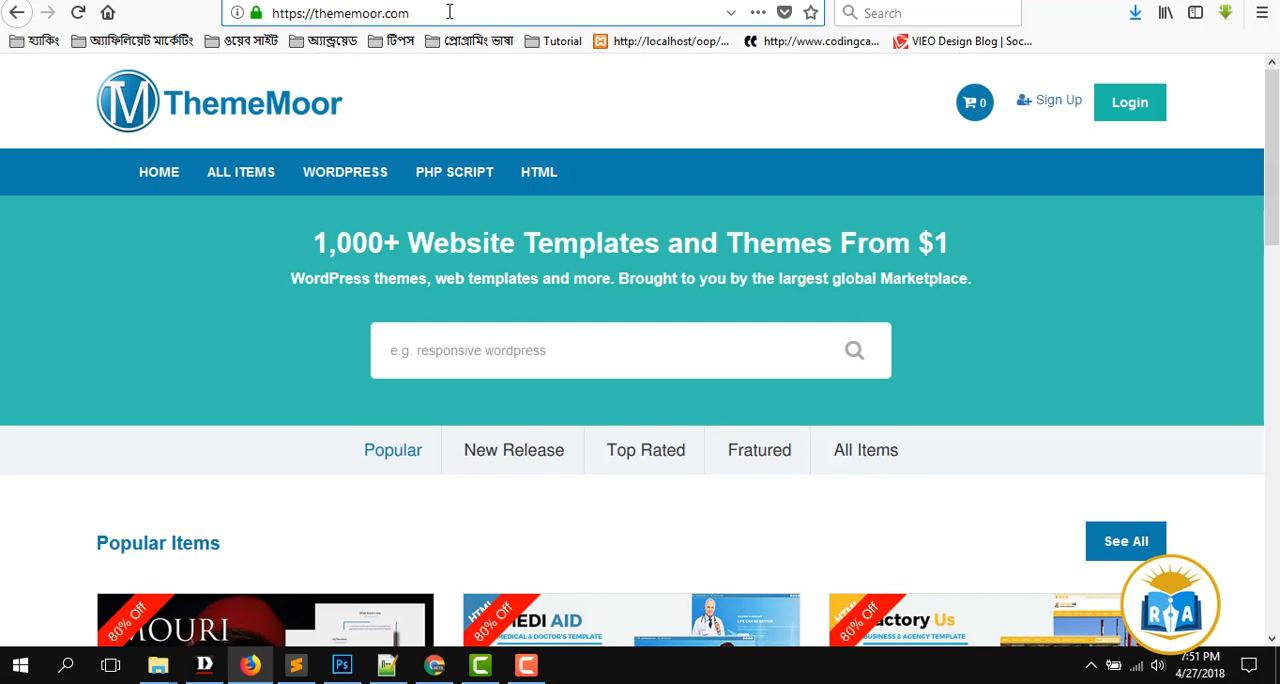 https://thememoor.com
Search
হ্যাকিং অ্যাফিলিয়েট মার্কেটিং ওয়েব সাইট অ্যান্ড্রয়েড টিপস প্রোগ্রামিং ভাষা Tutorial http://localhost/oop/... http://www.codingca... VIEO Design Blog | Soc...
ThemeMoor
0 Sign Up Login
HOME ALL ITEMS WORDPRESS PHP SCRIPT HTML
1,000+ Website Templates and Themes From $1
WordPress themes, web templates and more. Brought to you by the largest global Marketplace.
e.g. responsive wordpress
Popular New Release Top Rated Fratured All Items
Popular Items See All
80% Off
MOURI
HTML
80% Off
MEDI AID
MEDICAL & DOCTOR'S TEMPLATE
80% Off
actory Us
BUSINESS & AGENCY TEMPLATE
RIA
7:51 PM
4/27/2018